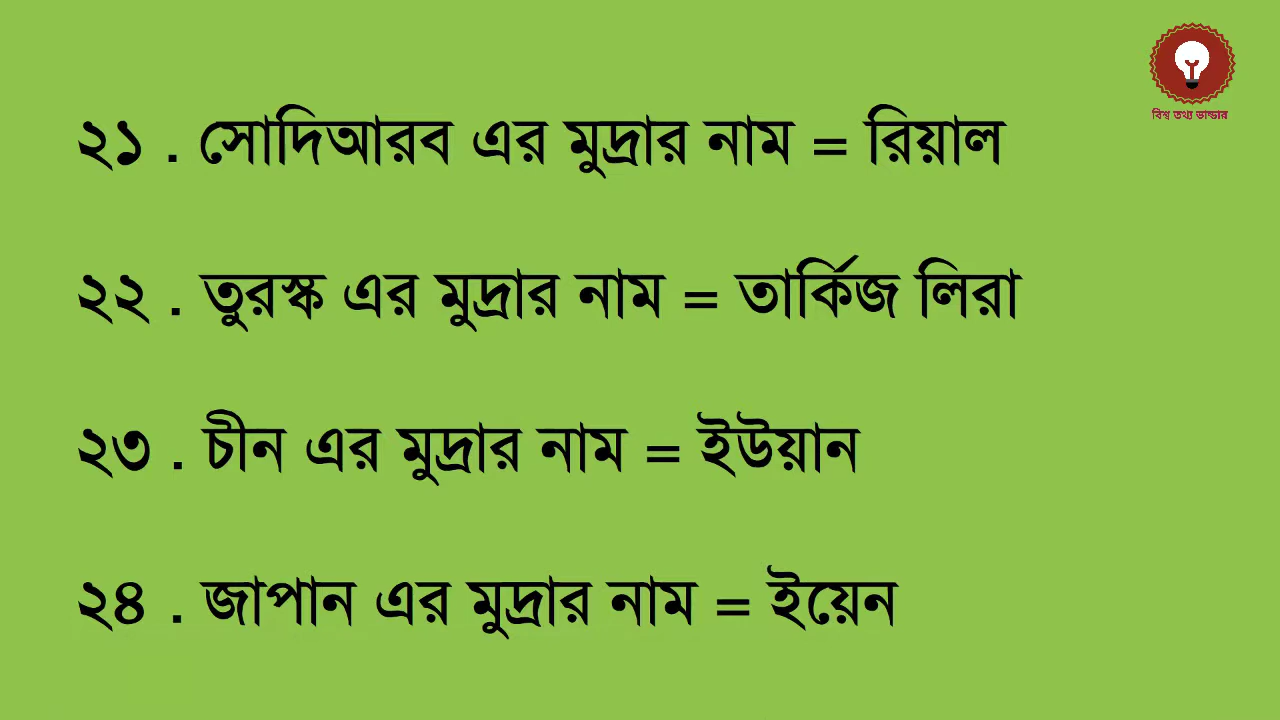 বিশ্ব তথ্য ভান্ডার
২১ . সোদিআরব এর মুদ্রার নাম = রিয়াল
২২ . তুরস্ক এর মুদ্রার নাম = তার্কিজ লিরা
২৩ . চীন এর মুদ্রার নাম = ইউয়ান
২৪ . জাপান এর মুদ্রার নাম = ইয়েন